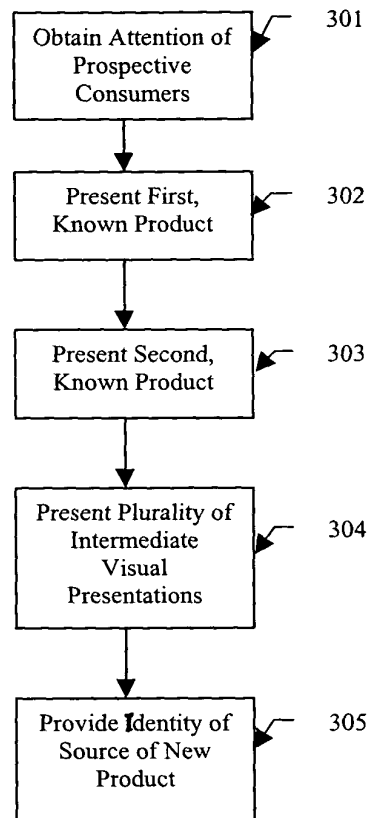 Obtain Attention of
Prospective
Consumers
301
Present First,
Known Product
302
Present Second,
Known Product
303
Present Plurality of
Intermediate
Visual
Presentations
304
Provide Identity of
Source of New
Product
305